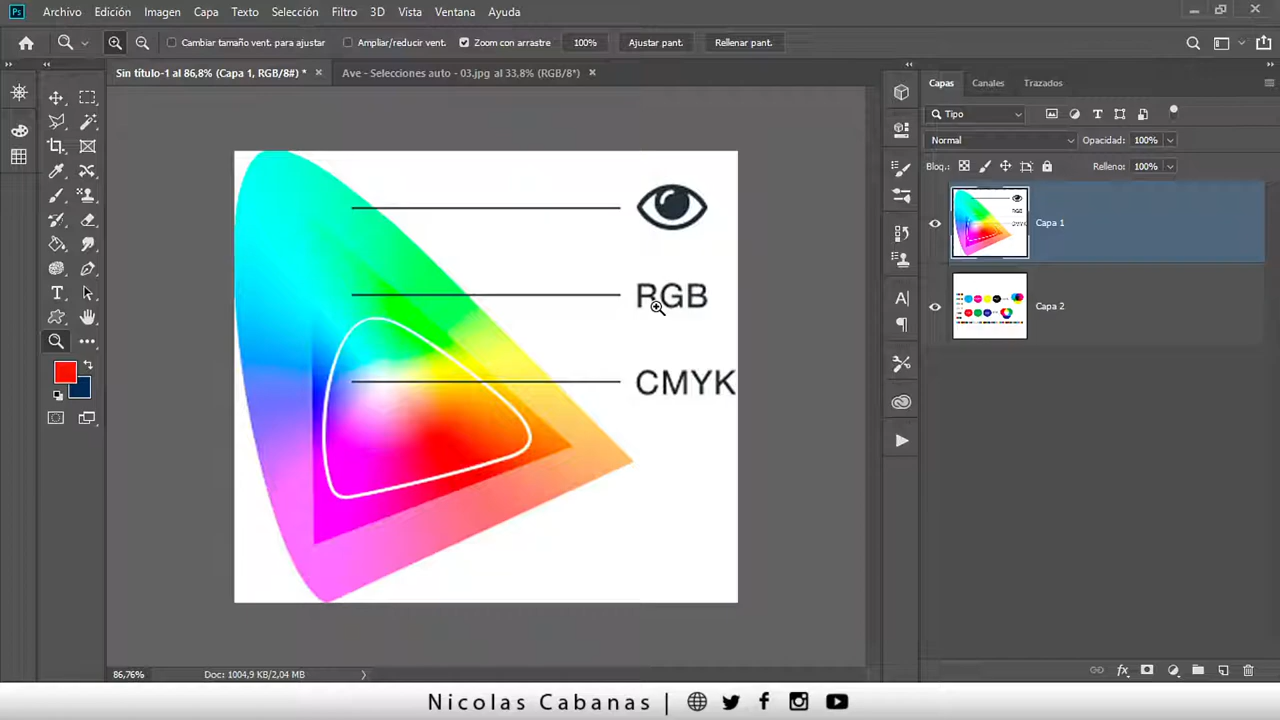 Ps Archivo Edición Imagen Capa Texto Selección Filtro 3D Vista Ventana Ayuda
Cambiar tamaño vent. para ajustar Ampliar/reducir vent. Zoom con arrastre 100% Ajustar pant. Rellenar pant.
Sin título-1 al 86,8% (Capa 1, RGB/8#) * × Ave - Selecciones auto - 03.jpg al 33,8% (RGB/8*) ×
Capas Canales Trazados
Tipo
Normal Opacidad: 100%
Bloq.: Relleno: 100%
Capa 1
Capa 2
RGB
CMYK
86,76% Doc: 1004,9 KB/2,04 MB
Nicolas Cabanas |